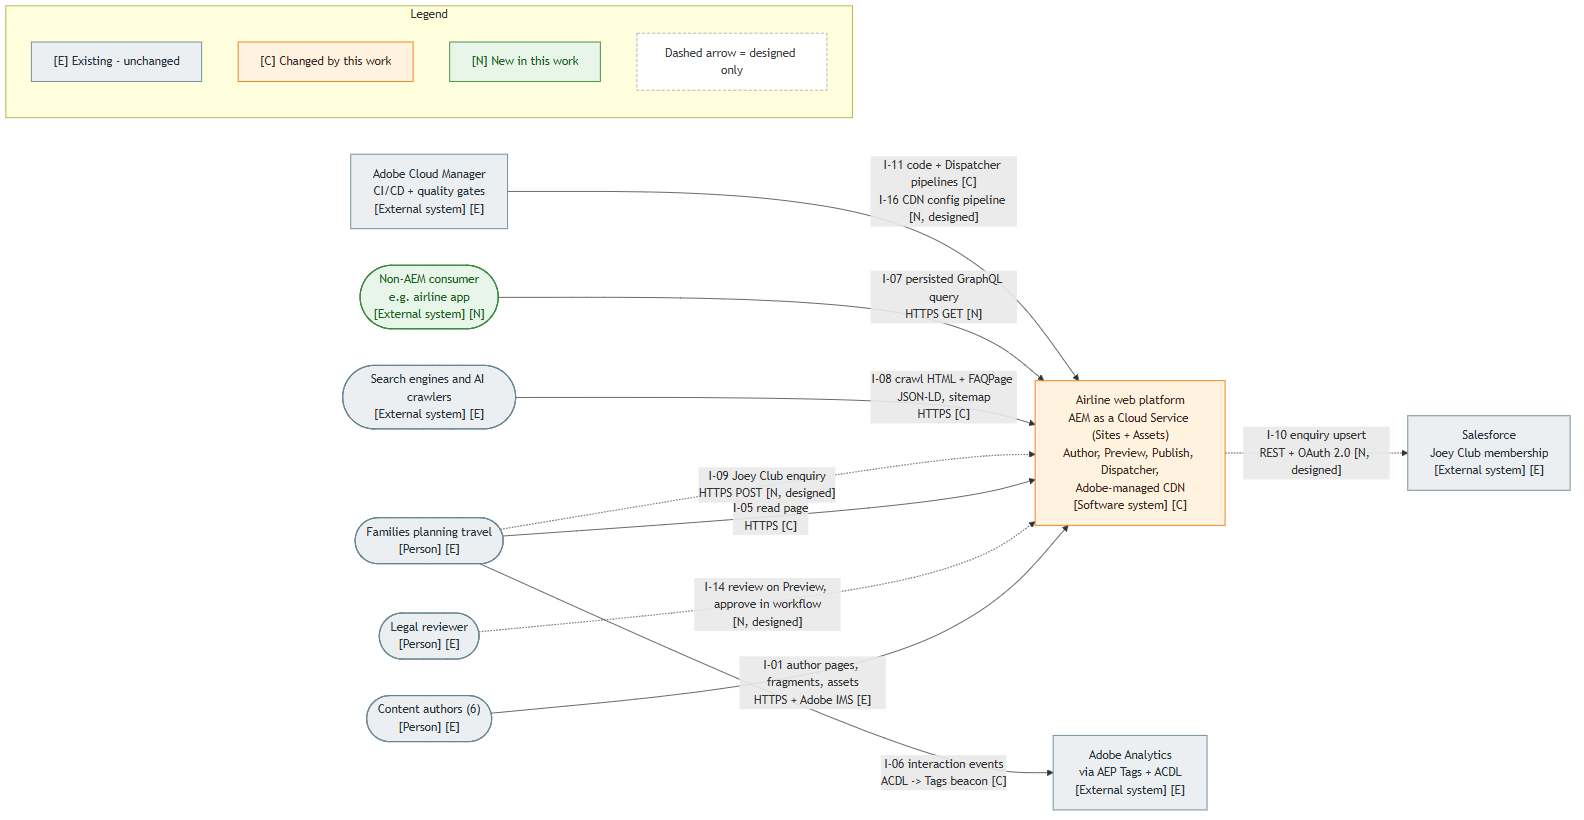 Legend
[E] Existing - unchanged
[C] Changed by this work
[N] New in this work
Dashed arrow = designed
only
Adobe Cloud Manager
CI/CD + quality gates
[External system] [E]
I-11 code + Dispatcher
pipelines [C]
I-16 CDN config pipeline
[N, designed]
Non-AEM consumer
e.g. airline app
[External system] [N]
I-07 persisted GraphQL
query
HTTPS GET [N]
Search engines and AI
crawlers
[External system] [E]
I-08 crawl HTML + FAQPage
JSON-LD, sitemap
HTTPS [C]
Airline web platform
AEM as a Cloud Service
(Sites + Assets)
Author, Preview, Publish,
Dispatcher,
Adobe-managed CDN
[Software system] [C]
I-10 enquiry upsert
REST + OAuth 2.0 [N,
designed]
Salesforce
Joey Club membership
[External system] [E]
I-09 Joey Club enquiry
HTTPS POST [N, designed]
I-05 read page
HTTPS [C]
Families planning travel
[Person] [E]
I-14 review on Preview,
approve in workflow
[N, designed]
Legal reviewer
[Person] [E]
I-01 author pages,
fragments, assets
HTTPS + Adobe IMS [E]
Content authors (6)
[Person] [E]
I-06 interaction events
ACDL -> Tags beacon [C]
Adobe Analytics
via AEP Tags + ACDL
[External system] [E]